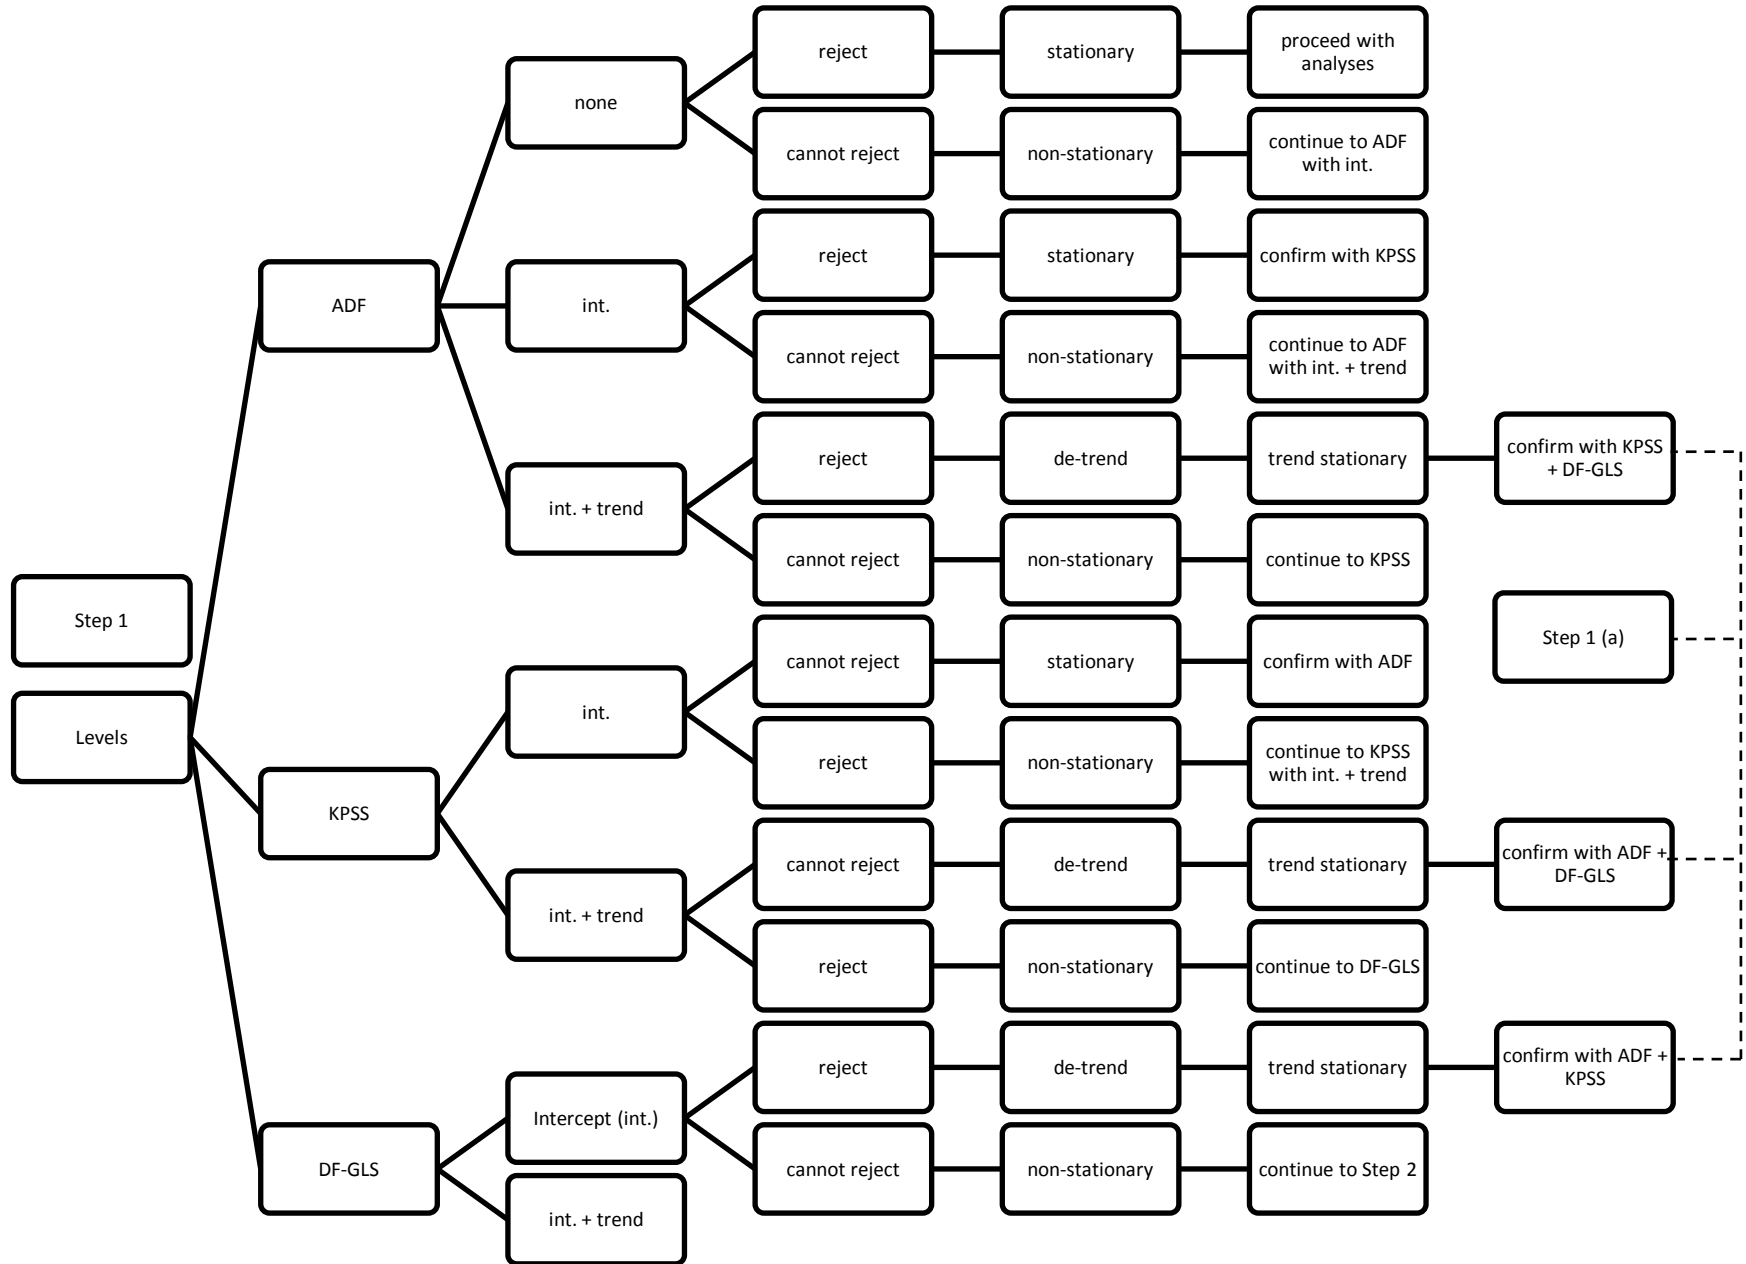 Step 1
Levels
ADF
none
reject
stationary
proceed with
analyses
cannot reject
non-stationary
continue to ADF
with int.
int.
reject
stationary
confirm with KPSS
cannot reject
non-stationary
continue to ADF
with int. + trend
int. + trend
reject
de-trend
trend stationary
confirm with KPSS
+ DF-GLS
cannot reject
non-stationary
continue to KPSS
Step 1 (a)
KPSS
int.
cannot reject
stationary
confirm with ADF
reject
non-stationary
continue to KPSS
with int. + trend
int. + trend
cannot reject
de-trend
trend stationary
confirm with ADF +
DF-GLS
reject
non-stationary
continue to DF-GLS
DF-GLS
Intercept (int.)
reject
de-trend
trend stationary
confirm with ADF +
KPSS
cannot reject
non-stationary
continue to Step 2
int. + trend